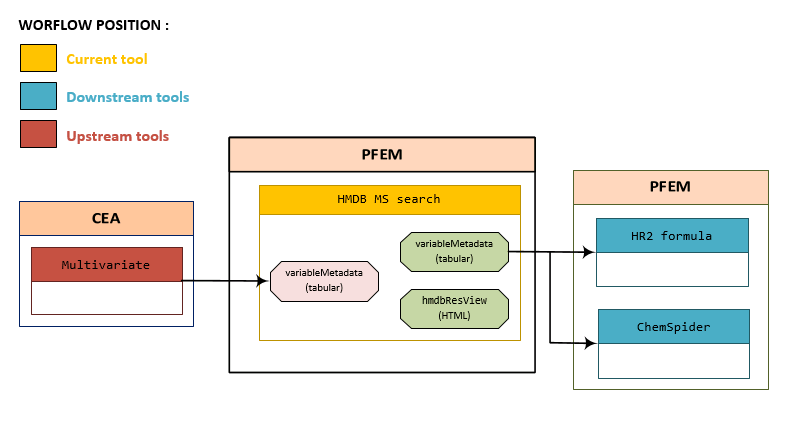 WORFLOW POSITION :
Current tool
Downstream tools
Upstream tools
CEA
Multivariate
PFEM
HMDB MS search
variableMetadata
(tabular)
variableMetadata
(tabular)
hmdbResView
(HTML)
PFEM
HR2 formula
ChemSpider